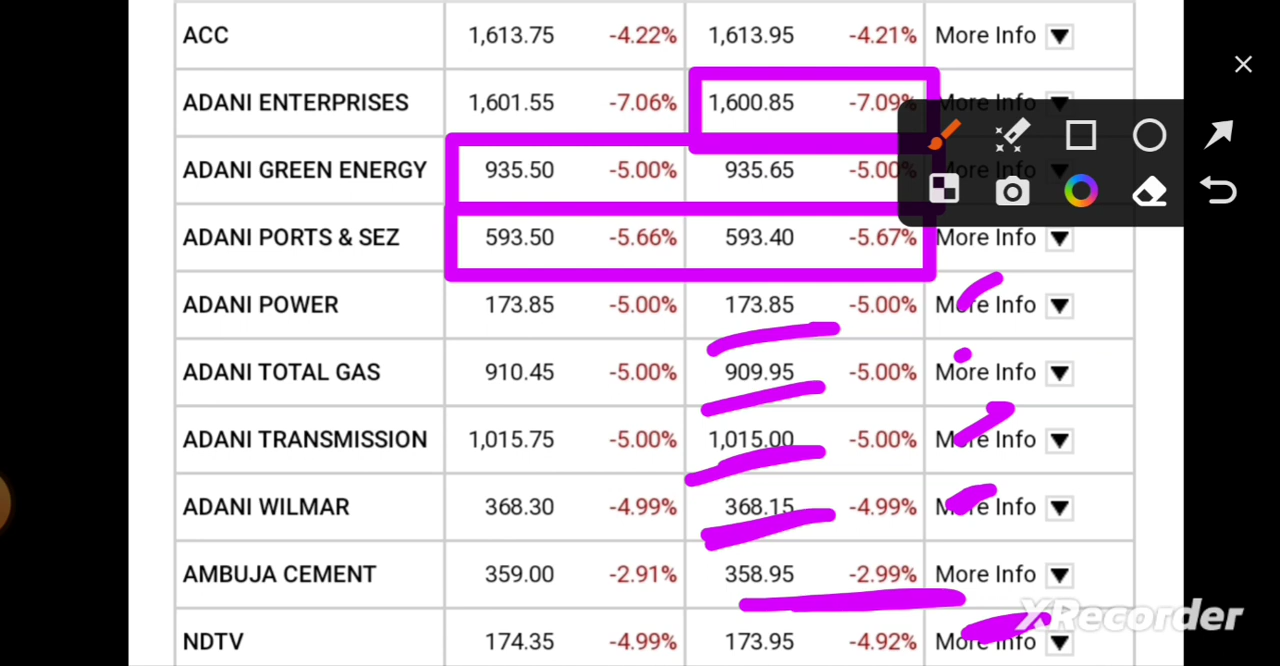 ACC 1,613.75 -4.22% 1,613.95 -4.21% More Info
ADANI ENTERPRISES 1,601.55 -7.06% 1,600.85 -7.09% More Info
ADANI GREEN ENERGY 935.50 -5.00% 935.65 -5.00% More Info
ADANI PORTS & SEZ 593.50 -5.66% 593.40 -5.67% More Info
ADANI POWER 173.85 -5.00% 173.85 -5.00% More Info
ADANI TOTAL GAS 910.45 -5.00% 909.95 -5.00% More Info
ADANI TRANSMISSION 1,015.75 -5.00% 1,015.00 -5.00% More Info
ADANI WILMAR 368.30 -4.99% 368.15 -4.99% More Info
AMBUJA CEMENT 359.00 -2.91% 358.95 -2.99% More Info
XRecorder
NDTV 174.35 -4.99% 173.95 -4.92% More Info